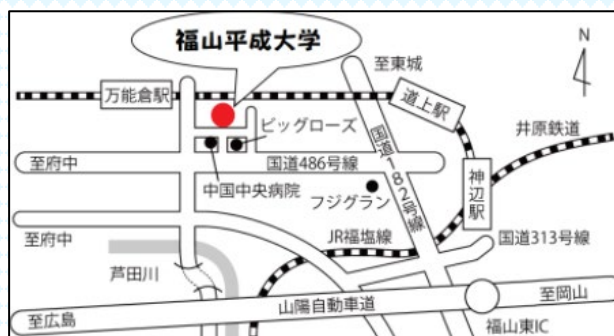 福山平成大学
N
至東城
万能倉駅
道上駅
ビッグローズ
井原鉄道
至府中
国道486号線
国道182号線
中国中央病院
フジグラン
神辺駅
至府中
JR福塩線
国道313号線
芦田川
山陽自動車道
至岡山
至広島
福山東IC